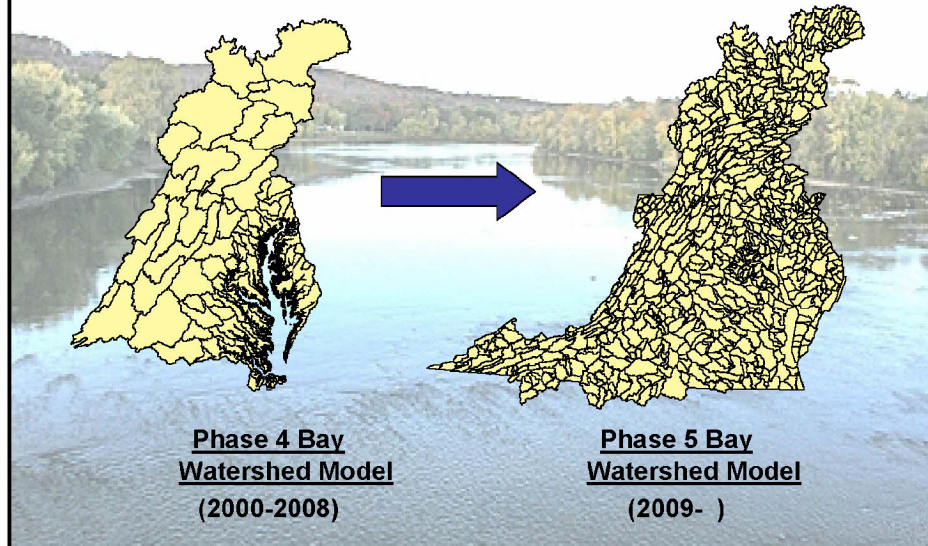 Phase 4 Bay
Watershed Model
(2000-2008)
Phase 5 Bay
Watershed Model
(2009-  )